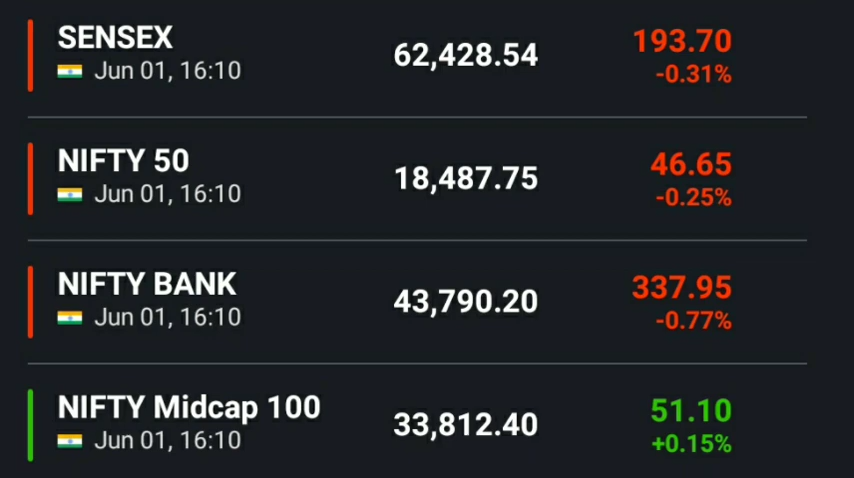 SENSEX
62,428.54
193.70
Jun 01, 16:10
-0.31%
NIFTY 50
18,487.75
46.65
Jun 01, 16:10
-0.25%
NIFTY BANK
43,790.20
337.95
Jun 01, 16:10
-0.77%
NIFTY Midcap 100
33,812.40
51.10
Jun 01, 16:10
+0.15%